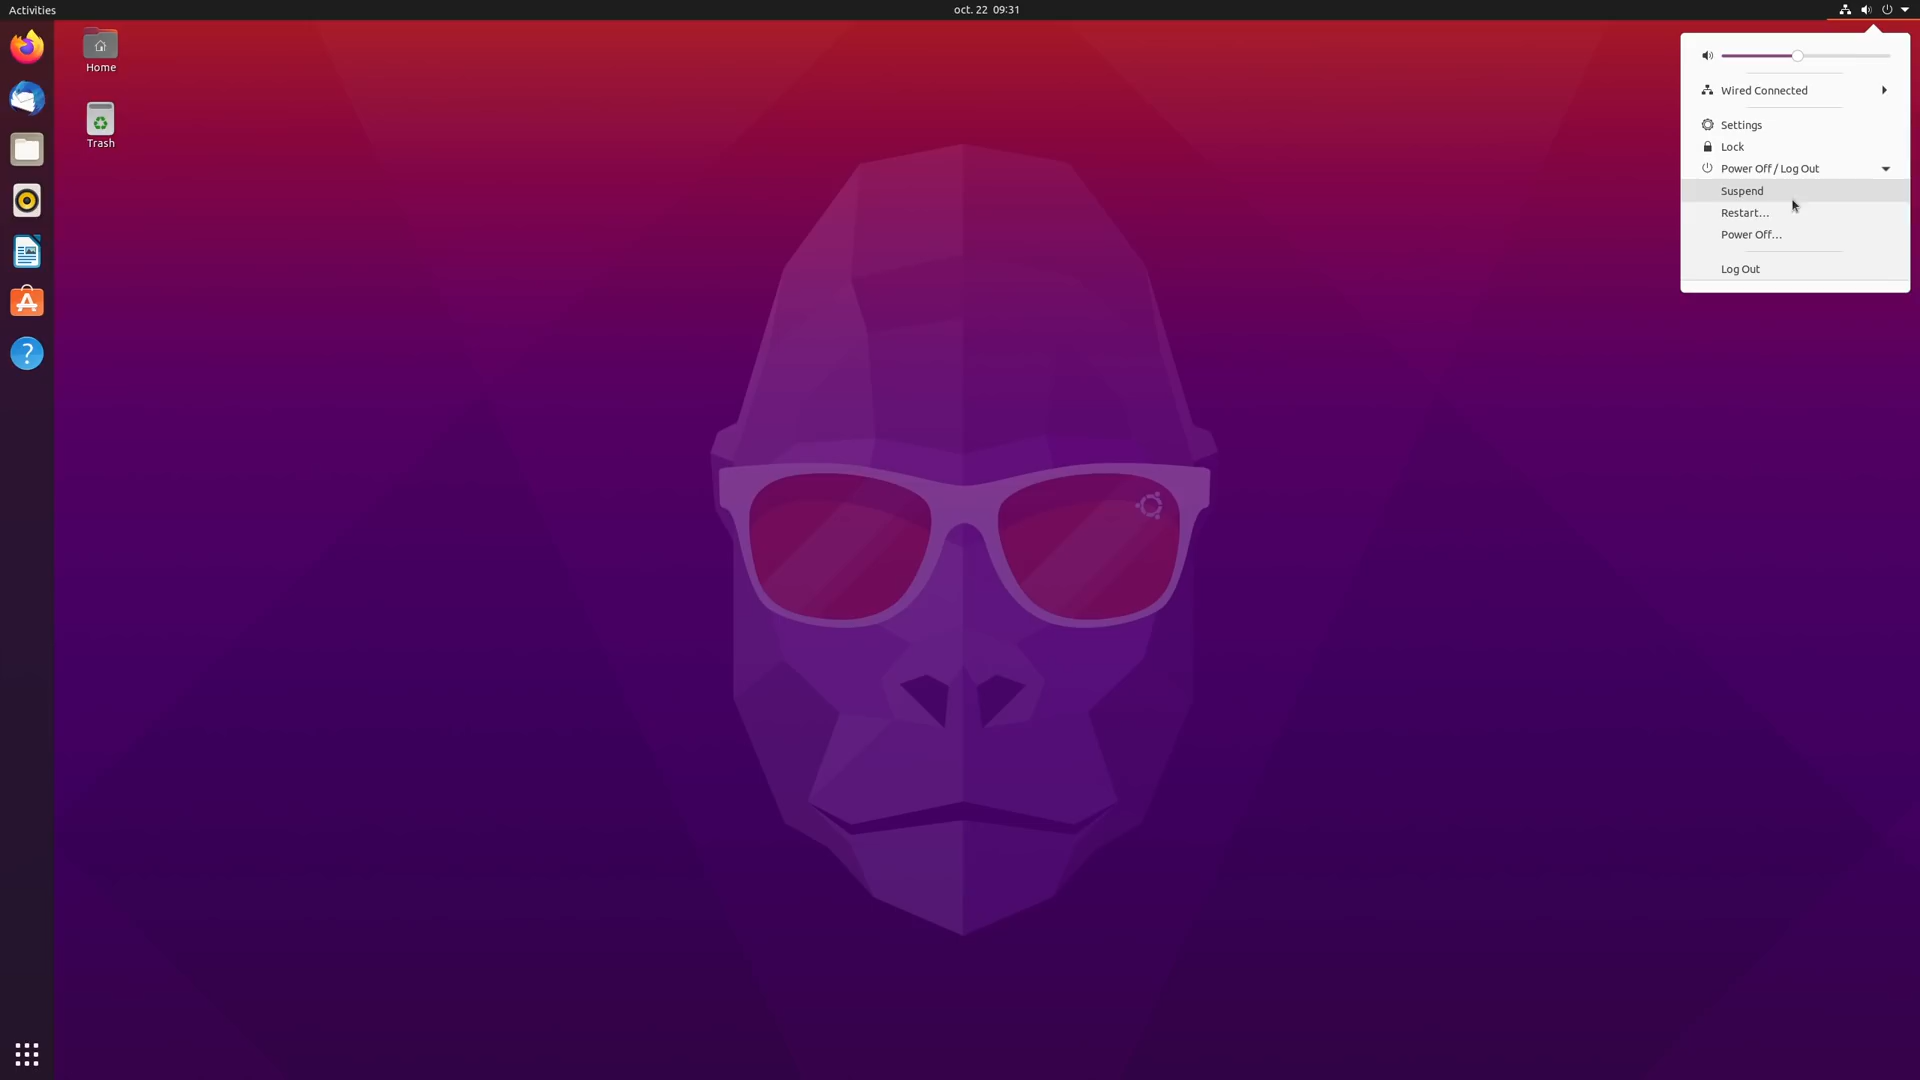 Activities
oct. 22 09:31
Home
Trash
Wired Connected
Settings
Lock
Power Off / Log Out
Suspend
Restart...
Power Off...
Log Out